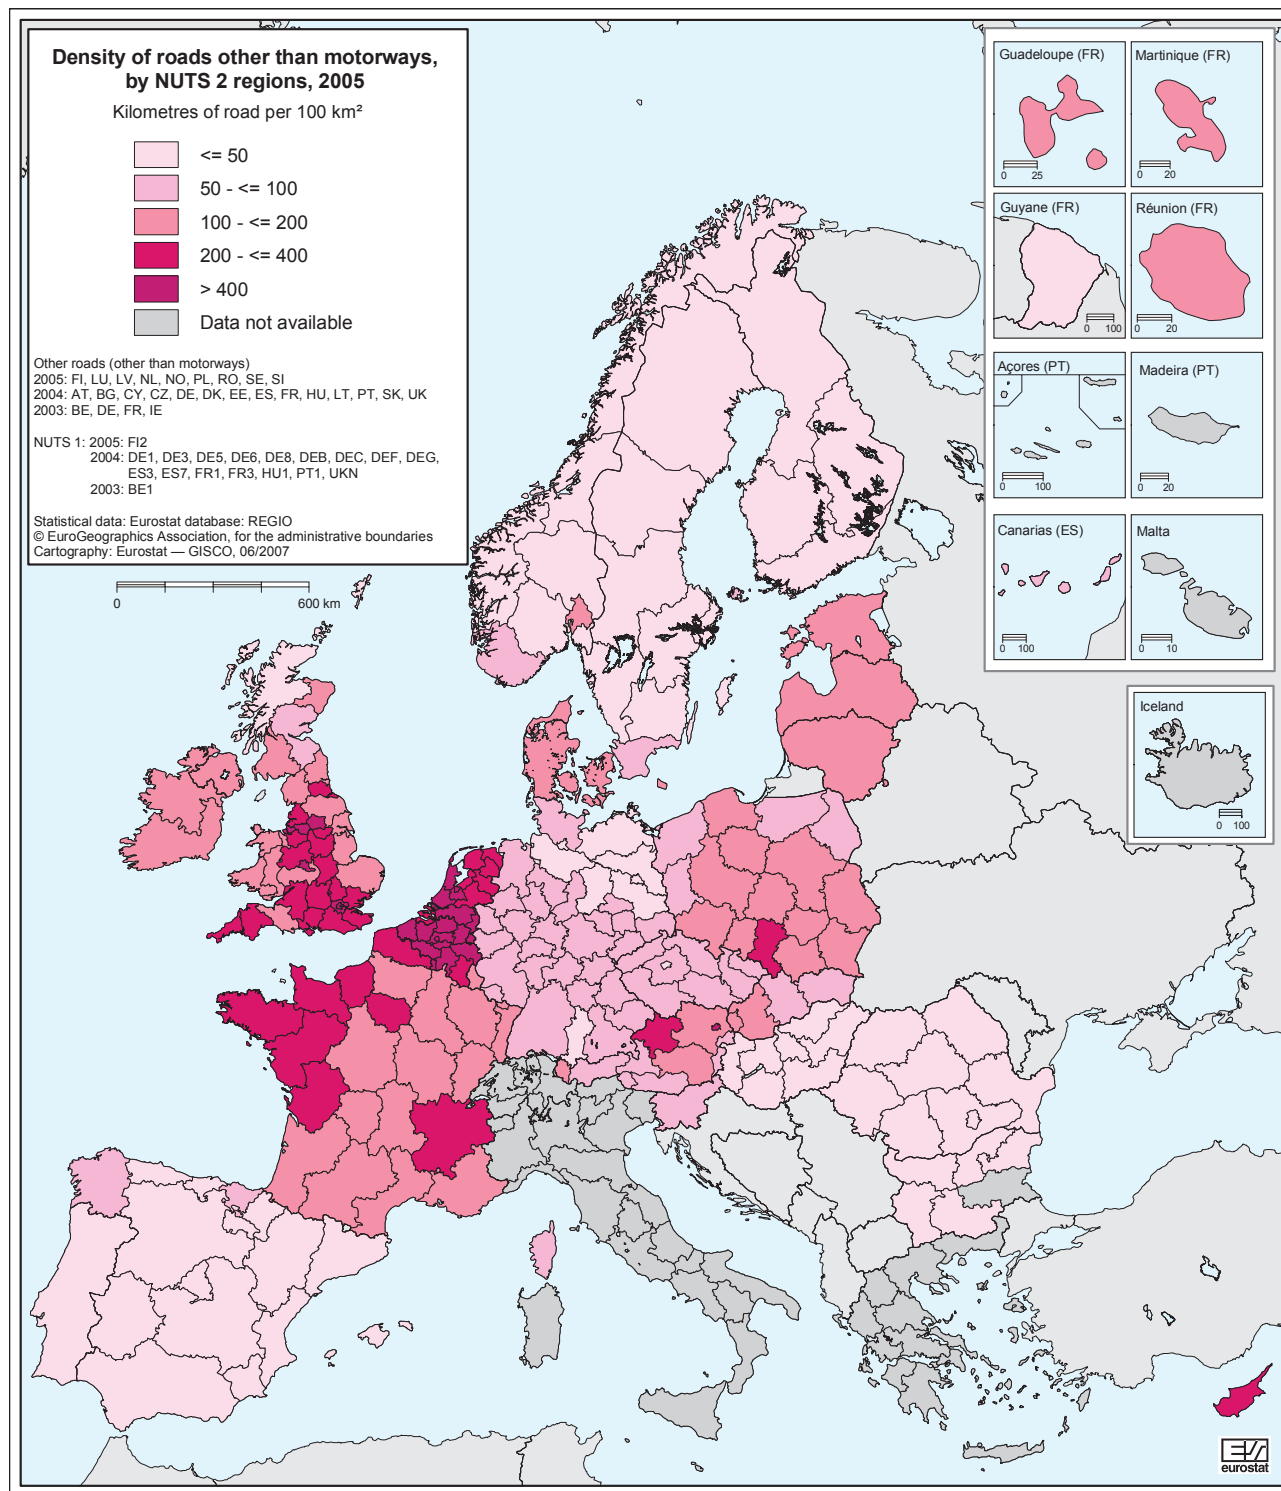 Density of roads other than motorways,
by NUTS 2 regions, 2005
Kilometres of road per 100 km²
<= 50
50 - <= 100
100 - <= 200
200 - <= 400
> 400
Data not available
Other roads (other than motorways)
2005: FI, LU, LV, NL, NO, PL, RO, SE, SI
2004: AT, BG, CY, CZ, DE, DK, EE, ES, FR, HU, LT, PT, SK, UK
2003: BE, DE, FR, IE
NUTS 1: 2005: FI2
2004: DE1, DE3, DE5, DE6, DE8, DEB, DEC, DEF, DEG,
ES3, ES7, FR1, FR3, HU1, PT1, UKN
2003: BE1
Statistical data: Eurostat database: REGIO
© EuroGeographics Association, for the administrative boundaries
Cartography: Eurostat — GISCO, 06/2007
0 600 km
Guadeloupe (FR)
0 25
Martinique (FR)
0 20
Guyane (FR)
0 100
Réunion (FR)
0 20
Açores (PT)
0 100
Madeira (PT)
0 20
Canarias (ES)
0 100
Malta
0 10
Iceland
0 100
eurostat